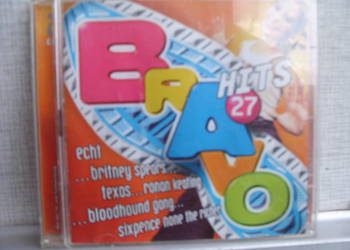 BRAVO
HITS
27
echt
...britney spears...
texas...ronan keating
...bloodhound gang...
sixpence none the richer